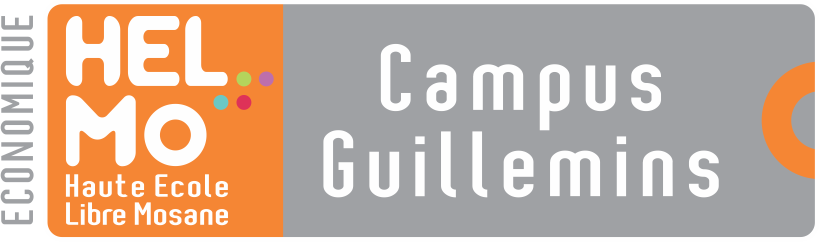 ECONOMIQUE
HEL
MO
Haute Ecole
Libre Mosane
Campus
Guillemins